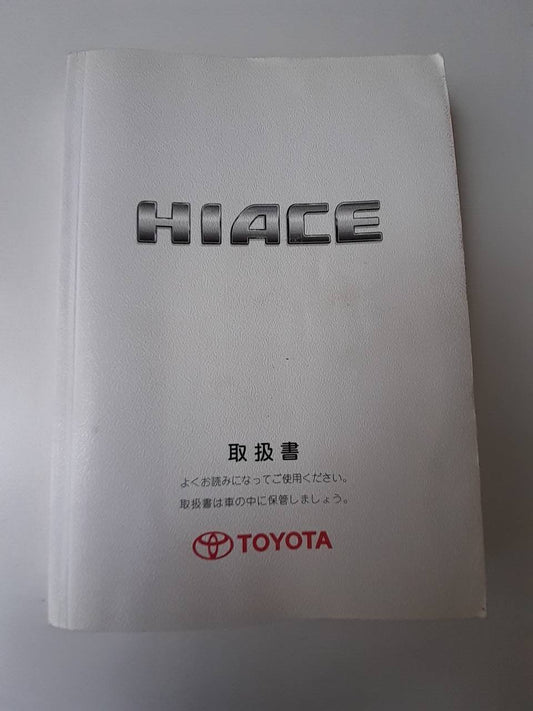 HIACE
取扱書
よくお読みになってご使用ください。
取扱書は車の中に保管しましょう。
TOYOTA